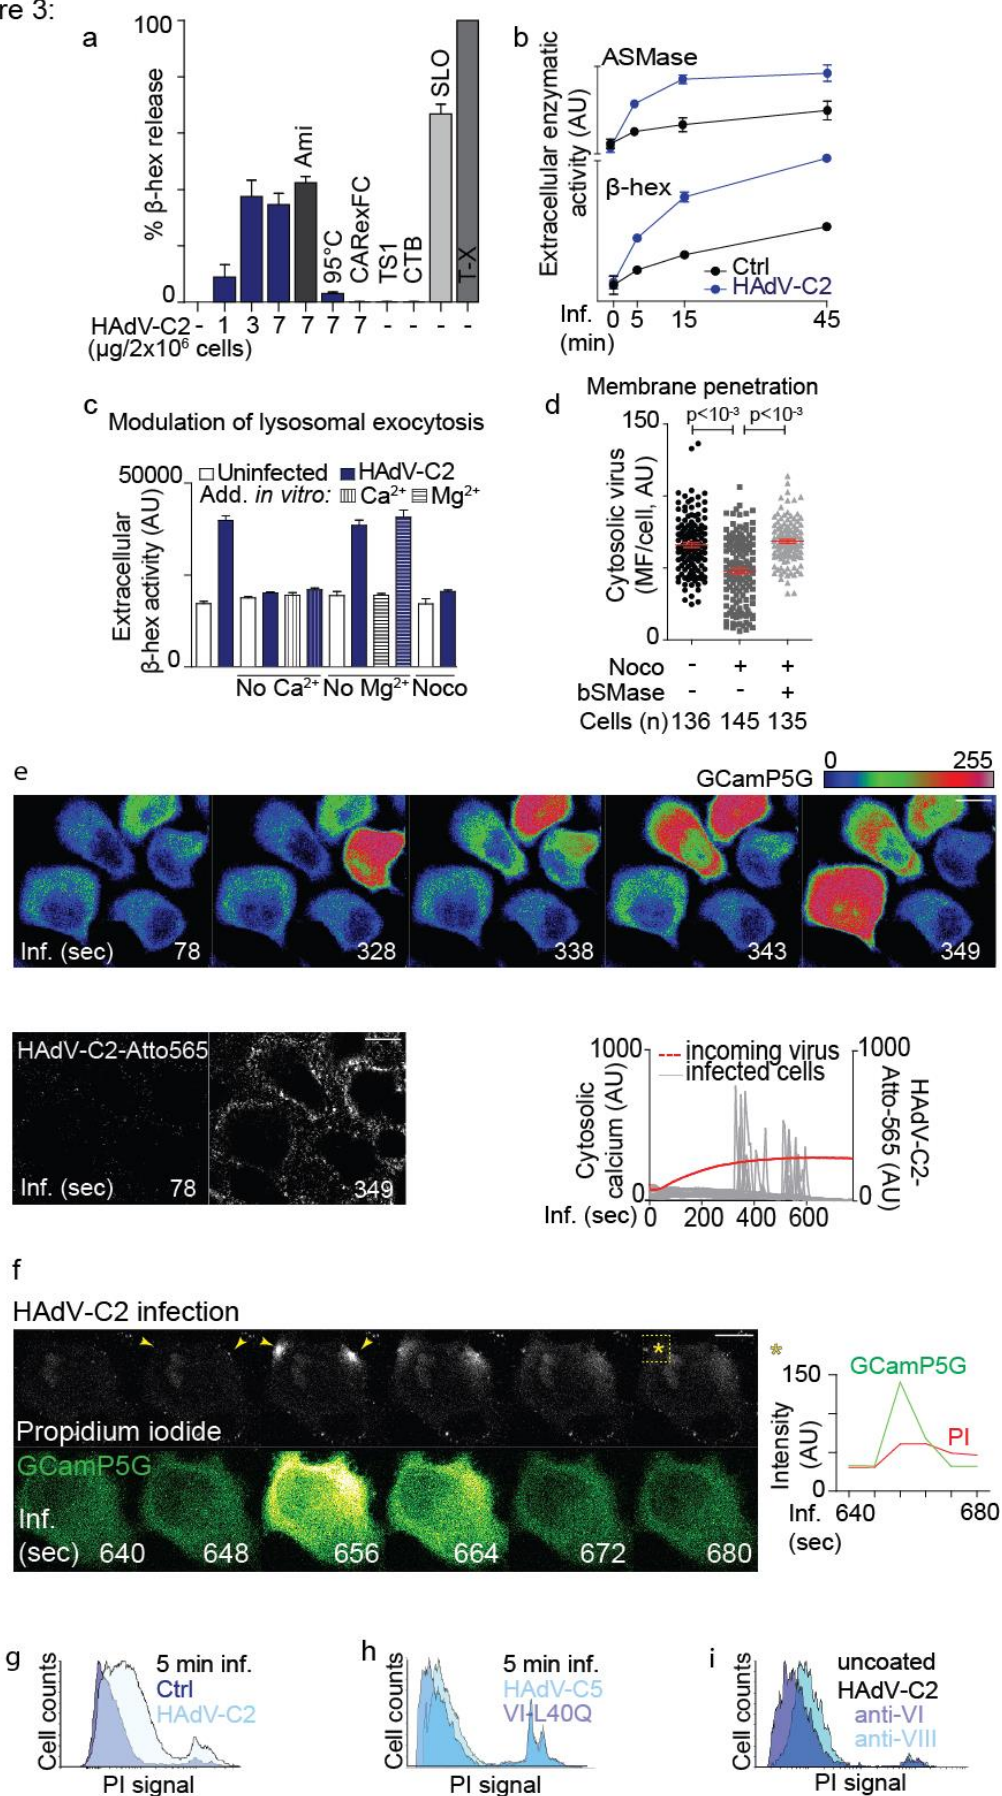 re 3:
a
100
% β-hex release
0
Ami
95°C
CARexFC
TS1
CTB
SLO
T-X
HAdV-C2 - 1 3 7 7 7 7 - - - -
(µg/2x10⁶ cells)
b
ASMase
β-hex
Extracellular enzymatic
activity (AU)
Ctrl
HAdV-C2
Inf. 0 5 15 45
(min)
c
Modulation of lysosomal exocytosis
50000
Uninfected HAdV-C2
Add. in vitro: Ca²⁺ Mg²⁺
Extracellular
β-hex activity (AU)
0
No Ca²⁺ No Mg²⁺ Noco
d
Membrane penetration
p<10⁻³ p<10⁻³
150
Cytosolic virus
(MF/cell, AU)
0
Noco - + +
bSMase - - +
Cells (n) 136 145 135
e
0 255
GCamP5G
Inf. (sec) 78 328 338 343 349
HAdV-C2-Atto565
Inf. (sec) 78 349
1000 1000
incoming virus
infected cells
Cytosolic
calcium (AU)
HAdV-C2-
Atto-565 (AU)
0 0
Inf. (sec) 0 200 400 600
f
HAdV-C2 infection
*
Propidium iodide
GCamP5G
Inf.
(sec) 640 648 656 664 672 680
*
GCamP5G
150
PI
Intensity
(AU)
0
Inf. 640 680
(sec)
g
Cell counts
5 min inf.
Ctrl
HAdV-C2
PI signal
h
Cell counts
5 min inf.
HAdV-C5
VI-L40Q
PI signal
i
Cell counts
uncoated
HAdV-C2
anti-VI
anti-VIII
PI signal